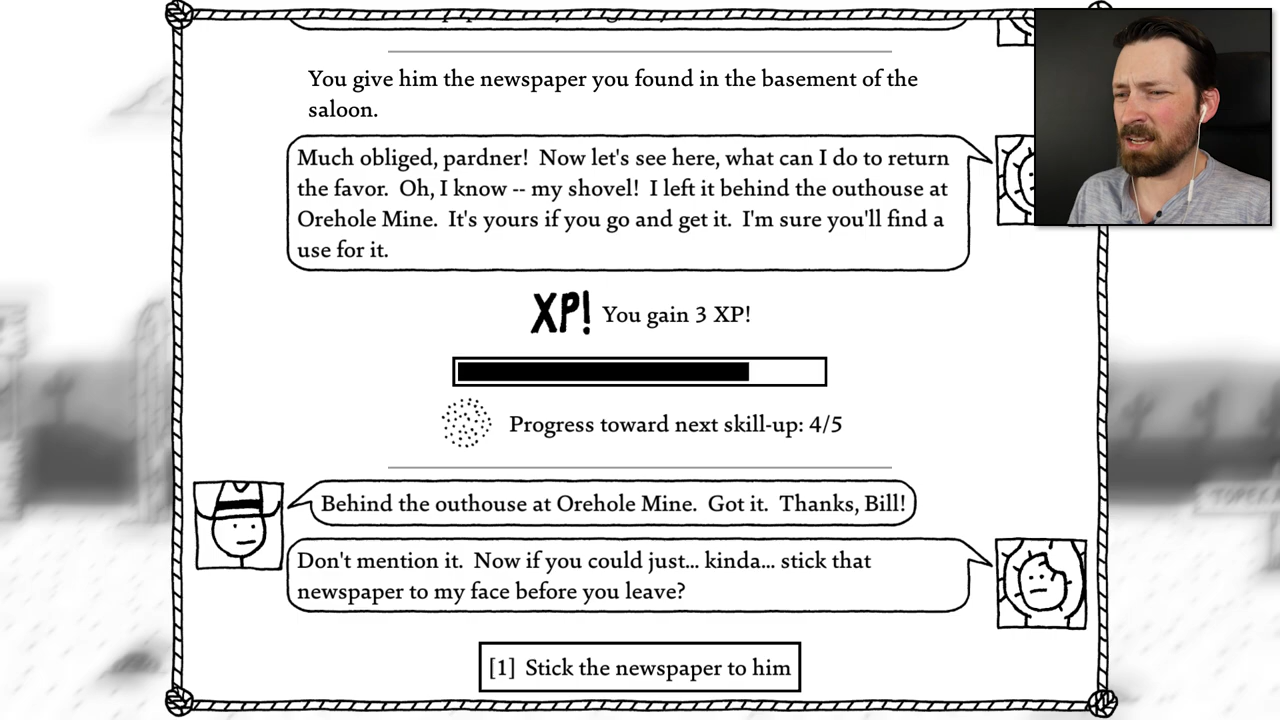 You give him the newspaper you found in the basement of the
saloon.
Much obliged, pardner!  Now let's see here, what can I do to return
the favor.  Oh, I know -- my shovel!  I left it behind the outhouse at
Orehole Mine.  It's yours if you go and get it.  I'm sure you'll find a
use for it.
XP! You gain 3 XP!
Progress toward next skill-up: 4/5
Behind the outhouse at Orehole Mine.  Got it.  Thanks, Bill!
Don't mention it.  Now if you could just... kinda... stick that
newspaper to my face before you leave?
[1] Stick the newspaper to him